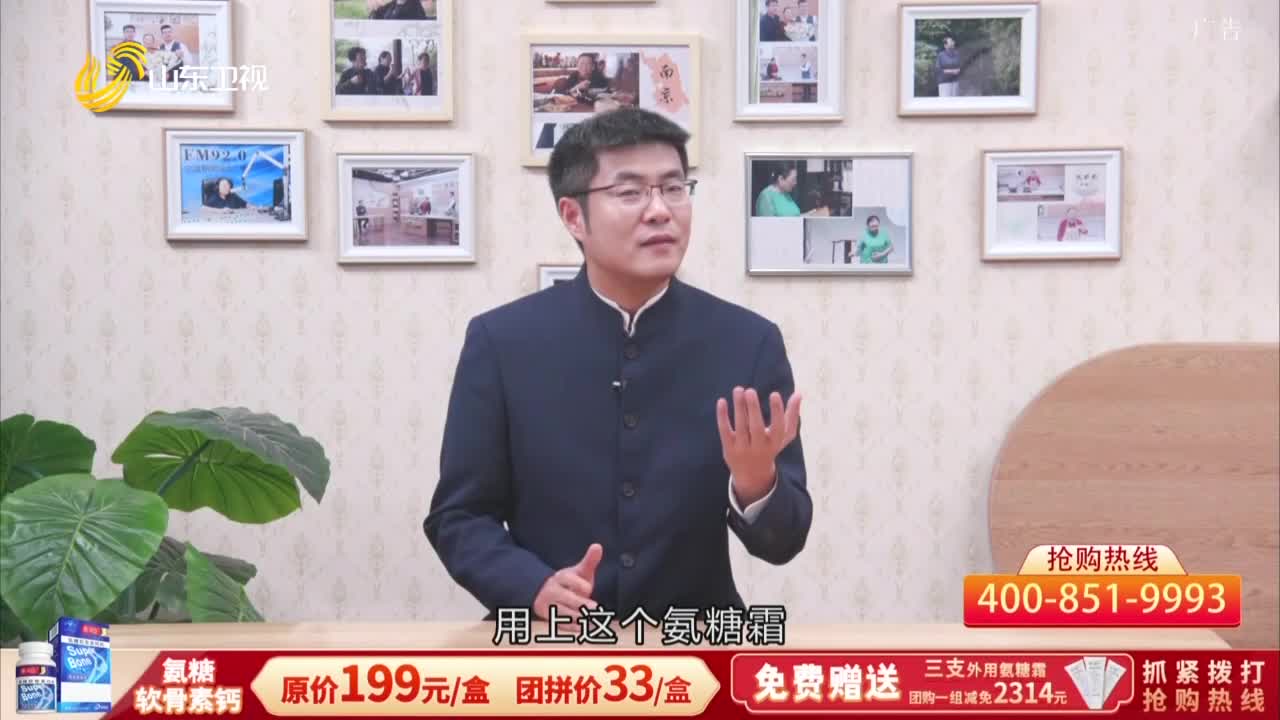 广告
山东卫视
南京
FM92.0
抢购热线
400-851-9993
用上这个氨糖霜
Super
Bone
氨糖
软骨素钙
原价199元/盒
团拼价33/盒
免费赠送
三支外用氨糖霜
团购一组减免2314元
抓紧拨打
抢购热线